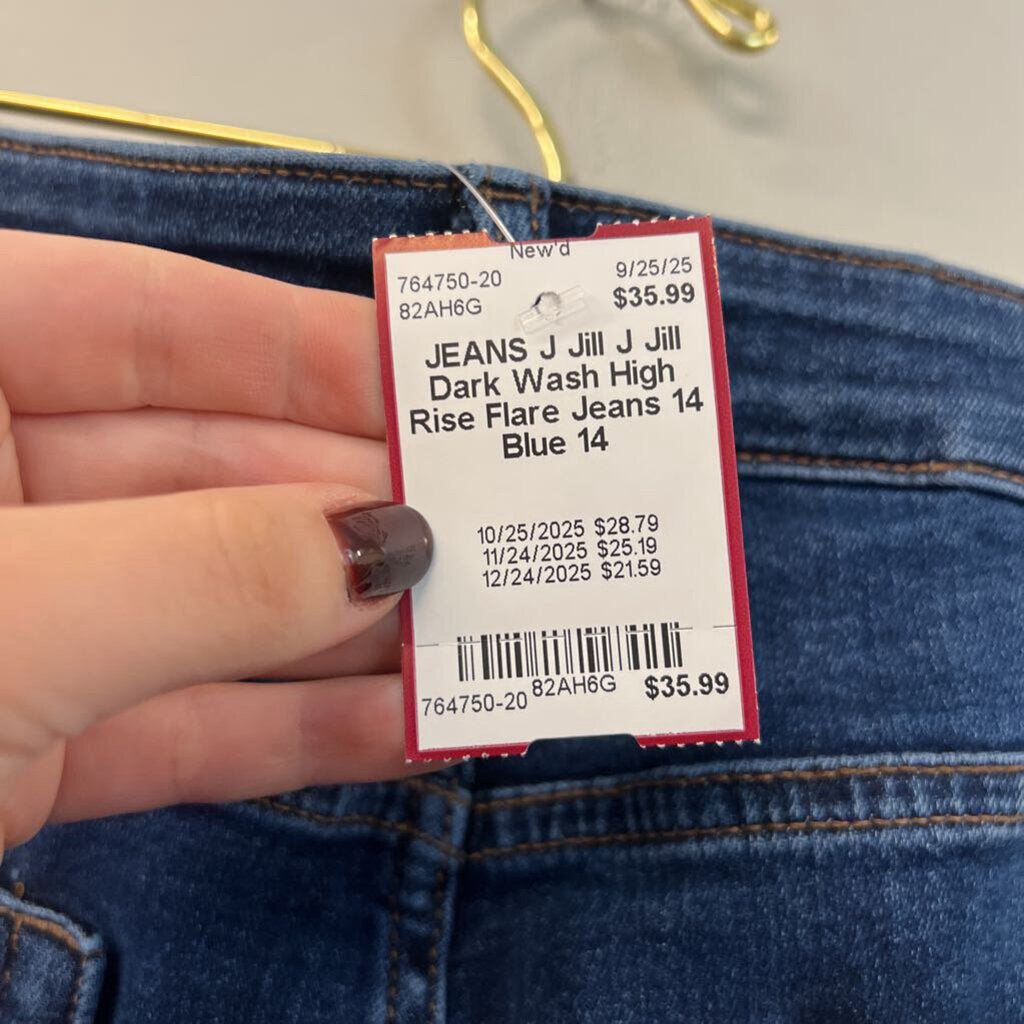 New'd
764750-20 9/25/25
82AH6G $35.99
JEANS J Jill J Jill
Dark Wash High
Rise Flare Jeans 14
Blue 14
10/25/2025 $28.79
11/24/2025 $25.19
12/24/2025 $21.59
764750-20 82AH6G $35.99